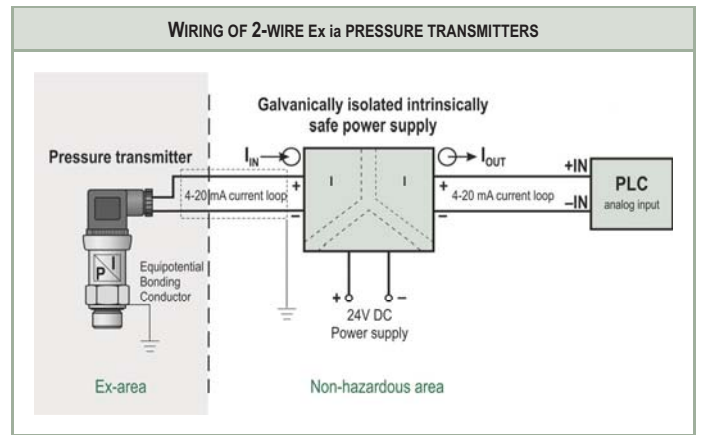 WIRING OF 2-WIRE Ex ia PRESSURE TRANSMITTERS
Galvanically isolated intrinsically
safe power supply
Pressure transmitter
IIN
IOUT
4-20 mA current loop
+
−
I
I
+
−
4-20 mA current loop
+IN
−IN
PLC
analog input
P I
Equipotential
Bonding
Conductor
+ −
24V DC
Power supply
Ex-area
Non-hazardous area